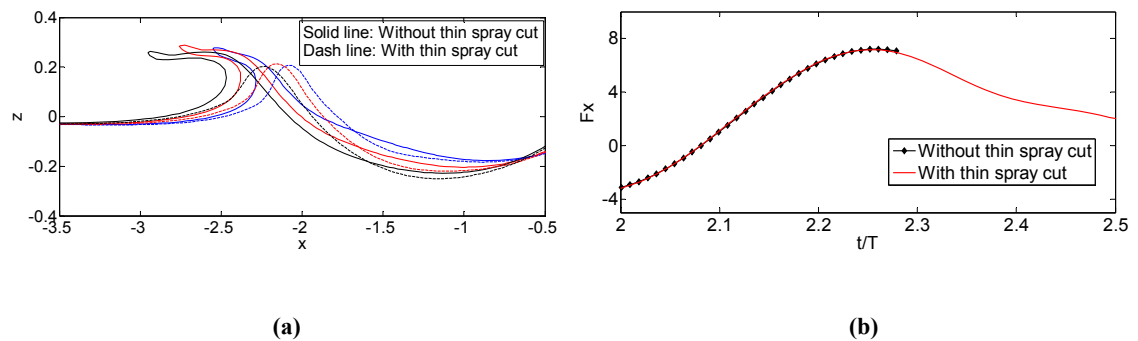 0.4
Solid line: Without thin spray cut
Dash line: With thin spray cut
0.2
z
0
-0.2
-0.4
-3.5 -3 -2.5 -2 -1.5 -1 -0.5
x
(a)
8
Fx
4
0
-4
Without thin spray cut
With thin spray cut
2 2.1 2.2 2.3 2.4 2.5
t/T
(b)